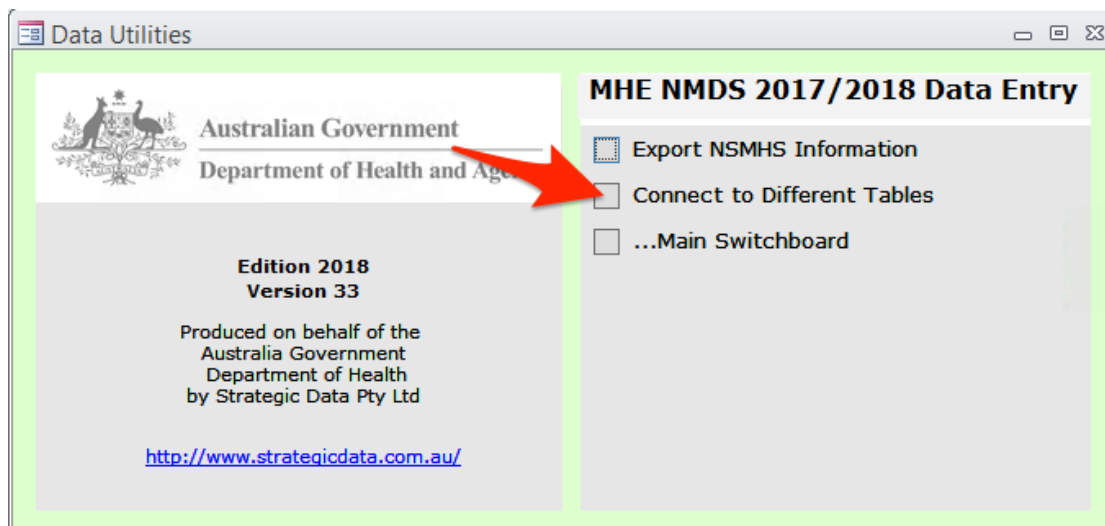 Data Utilities
Australian Government
Department of Health and
MHE NMDS 2017/2018 Data Entry
Export NSMHS Information
Connect to Different Tables
...Main Switchboard
Edition 2018
Version 33
Produced on behalf of the
Australia Government
Department of Health
by Strategic Data Pty Ltd
http://www.strategicdata.com.au/